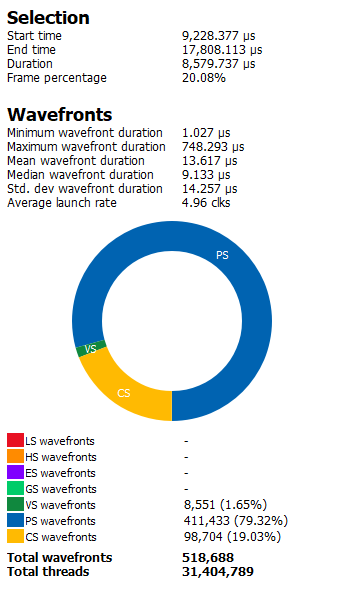 Selection
Start time 9,228.377 µs
End time 17,808.113 µs
Duration 8,579.737 µs
Frame percentage 20.08%
Wavefronts
Minimum wavefront duration 1.027 µs
Maximum wavefront duration 748.293 µs
Mean wavefront duration 13.617 µs
Median wavefront duration 9.133 µs
Std. dev wavefront duration 14.257 µs
Average launch rate 4.96 clks
PS
VS
CS
LS wavefronts -
HS wavefronts -
ES wavefronts -
GS wavefronts -
VS wavefronts 8,551 (1.65%)
PS wavefronts 411,433 (79.32%)
CS wavefronts 98,704 (19.03%)
Total wavefronts 518,688
Total threads 31,404,789